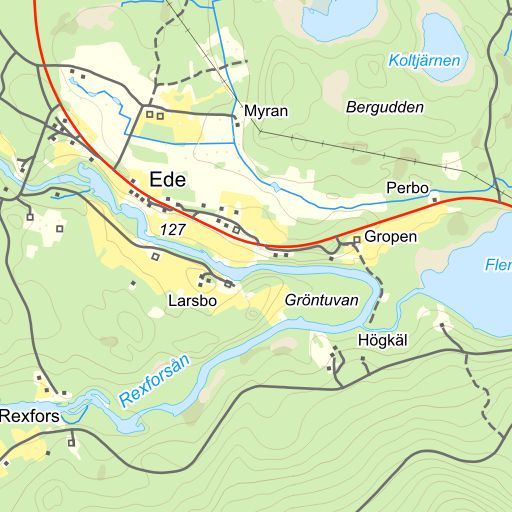 Koltjärnen
Myran
Bergudden
Ede
Perbo
127
Gropen
Fler
Larsbo
Gröntuvan
Högkäl
Rexforsån
Rexfors